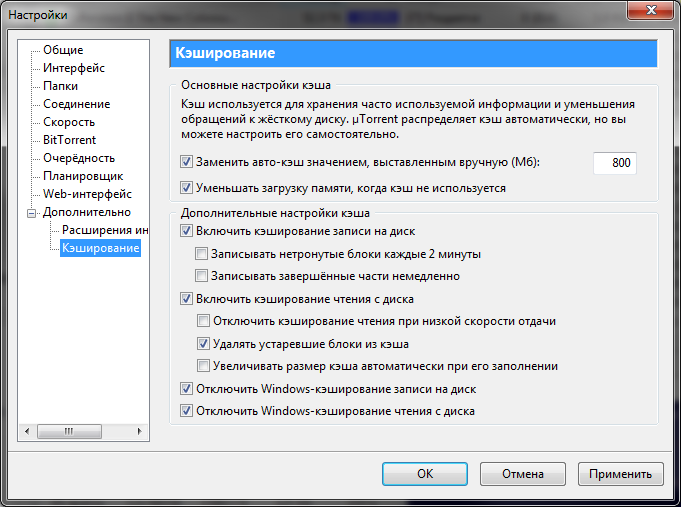 Настройки
Общие
Интерфейс
Папки
Соединение
Скорость
BitTorrent
Очерёдность
Планировщик
Web-интерфейс
Дополнительно
Расширения ин
Кэширование
Кэширование
Основные настройки кэша
Кэш используется для хранения часто используемой информации и уменьшения
обращений к жёсткому диску. µTorrent распределяет кэш автоматически, но вы
можете настроить его самостоятельно.
Заменить авто-кэш значением, выставленным вручную (Мб): 800
Уменьшать загрузку памяти, когда кэш не используется
Дополнительные настройки кэша
Включить кэширование записи на диск
Записывать нетронутые блоки каждые 2 минуты
Записывать завершённые части немедленно
Включить кэширование чтения с диска
Отключить кэширование чтения при низкой скорости отдачи
Удалять устаревшие блоки из кэша
Увеличивать размер кэша автоматически при его заполнении
Отключить Windows-кэширование записи на диск
Отключить Windows-кэширование чтения с диска
OK Отмена Применить